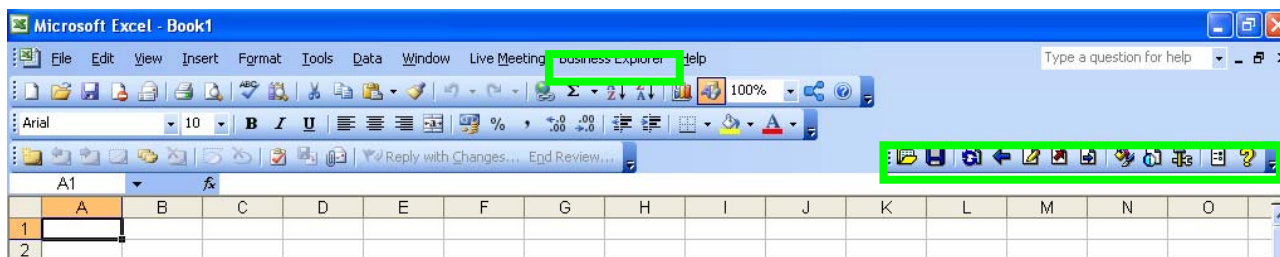 Microsoft Excel - Book1
File Edit View Insert Format Tools Data Window Live Meeting Business Explorer Help Type a question for help
100%
Arial 10 B I U % ,
Reply with Changes... End Review...
A1 fx
A B C D E F G H I J K L M N O
1
2